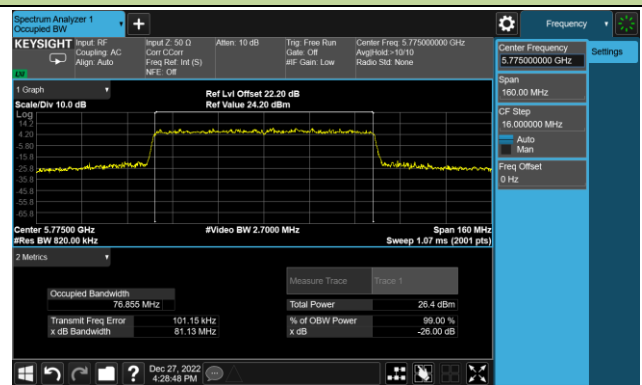 Spectrum Analyzer 1
Occupied BW
Frequency
KEYSIGHT
Input: RF
Coupling: AC
Align: Auto
Input Z: 50 Ω
Corr CCorr
Freq Ref: Int (S)
NFE: Off
Atten: 10 dB
Trig: Free Run
Gate: Off
#IF Gain: Low
Center Freq: 5.775000000 GHz
Avg|Hold:>10/10
Radio Std: None
Center Frequency
5.775000000 GHz
Settings
Span
160.00 MHz
CF Step
16.000000 MHz
Auto
Man
Freq Offset
0 Hz
1 Graph
Scale/Div 10.0 dB
Ref Lvl Offset 22.20 dB
Ref Value 24.20 dBm
Log
14.2
4.20
-5.80
-15.8
-25.8
-35.8
-45.8
-55.8
-65.8
Center 5.77500 GHz
#Video BW 2.7000 MHz
Span 160 MHz
#Res BW 820.00 kHz
Sweep 1.07 ms (2001 pts)
2 Metrics
Measure Trace
Trace 1
Occupied Bandwidth
76.855 MHz
Total Power
26.4 dBm
Transmit Freq Error
101.15 kHz
% of OBW Power
99.00 %
x dB Bandwidth
81.13 MHz
x dB
-26.00 dB
?
Dec 27, 2022
4:28:48 PM